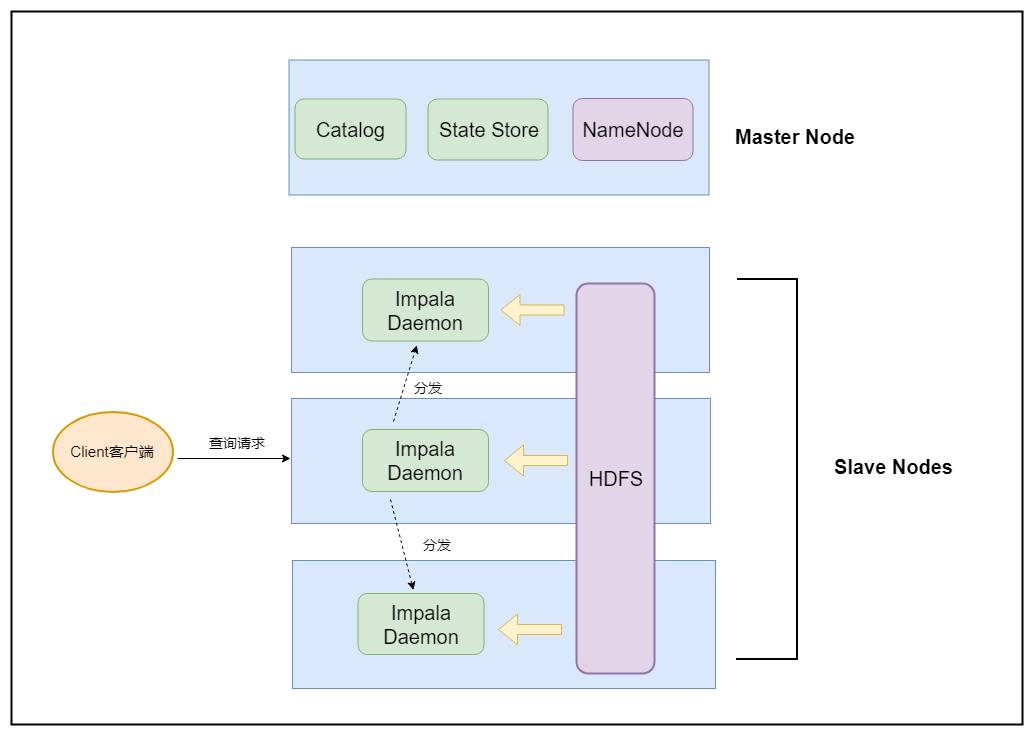 Catalog
State Store
NameNode
Master Node
Impala
Daemon
分发
Client客户端
查询请求
Impala
Daemon
HDFS
Slave Nodes
分发
Impala
Daemon